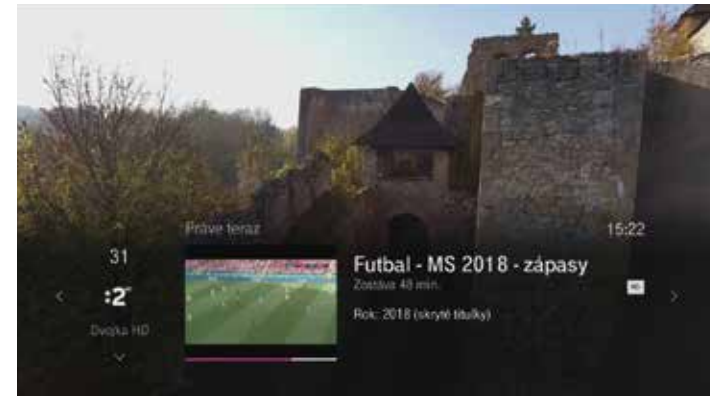 Práve teraz
15:22
31
:2
Dvojka HD
Futbal - MS 2018 - zápasy
Zostáva 48 min.
HD
Rok: 2018 (skryté titulky)